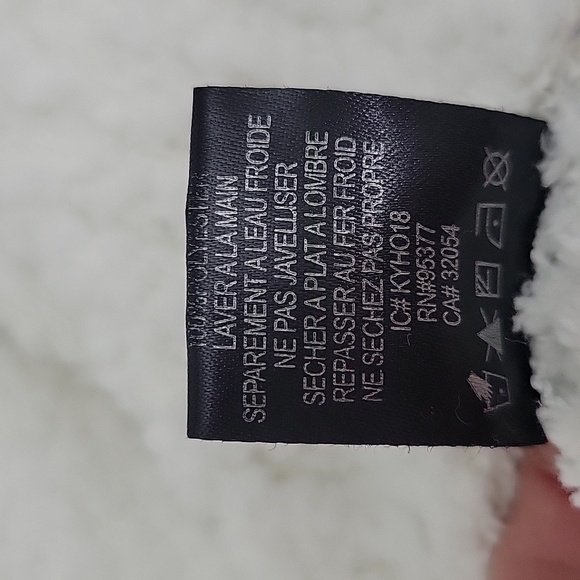 LAVER A LA MAIN
SEPAREMENT A LEAU FROIDE
NE PAS JAVELLISER
SECHER A PLAT A LOMBRE
REPASSER AU FER FROID
NE SECHEZ PAS PROPRE
IC# KYHO18
RN#95377
CA# 32054